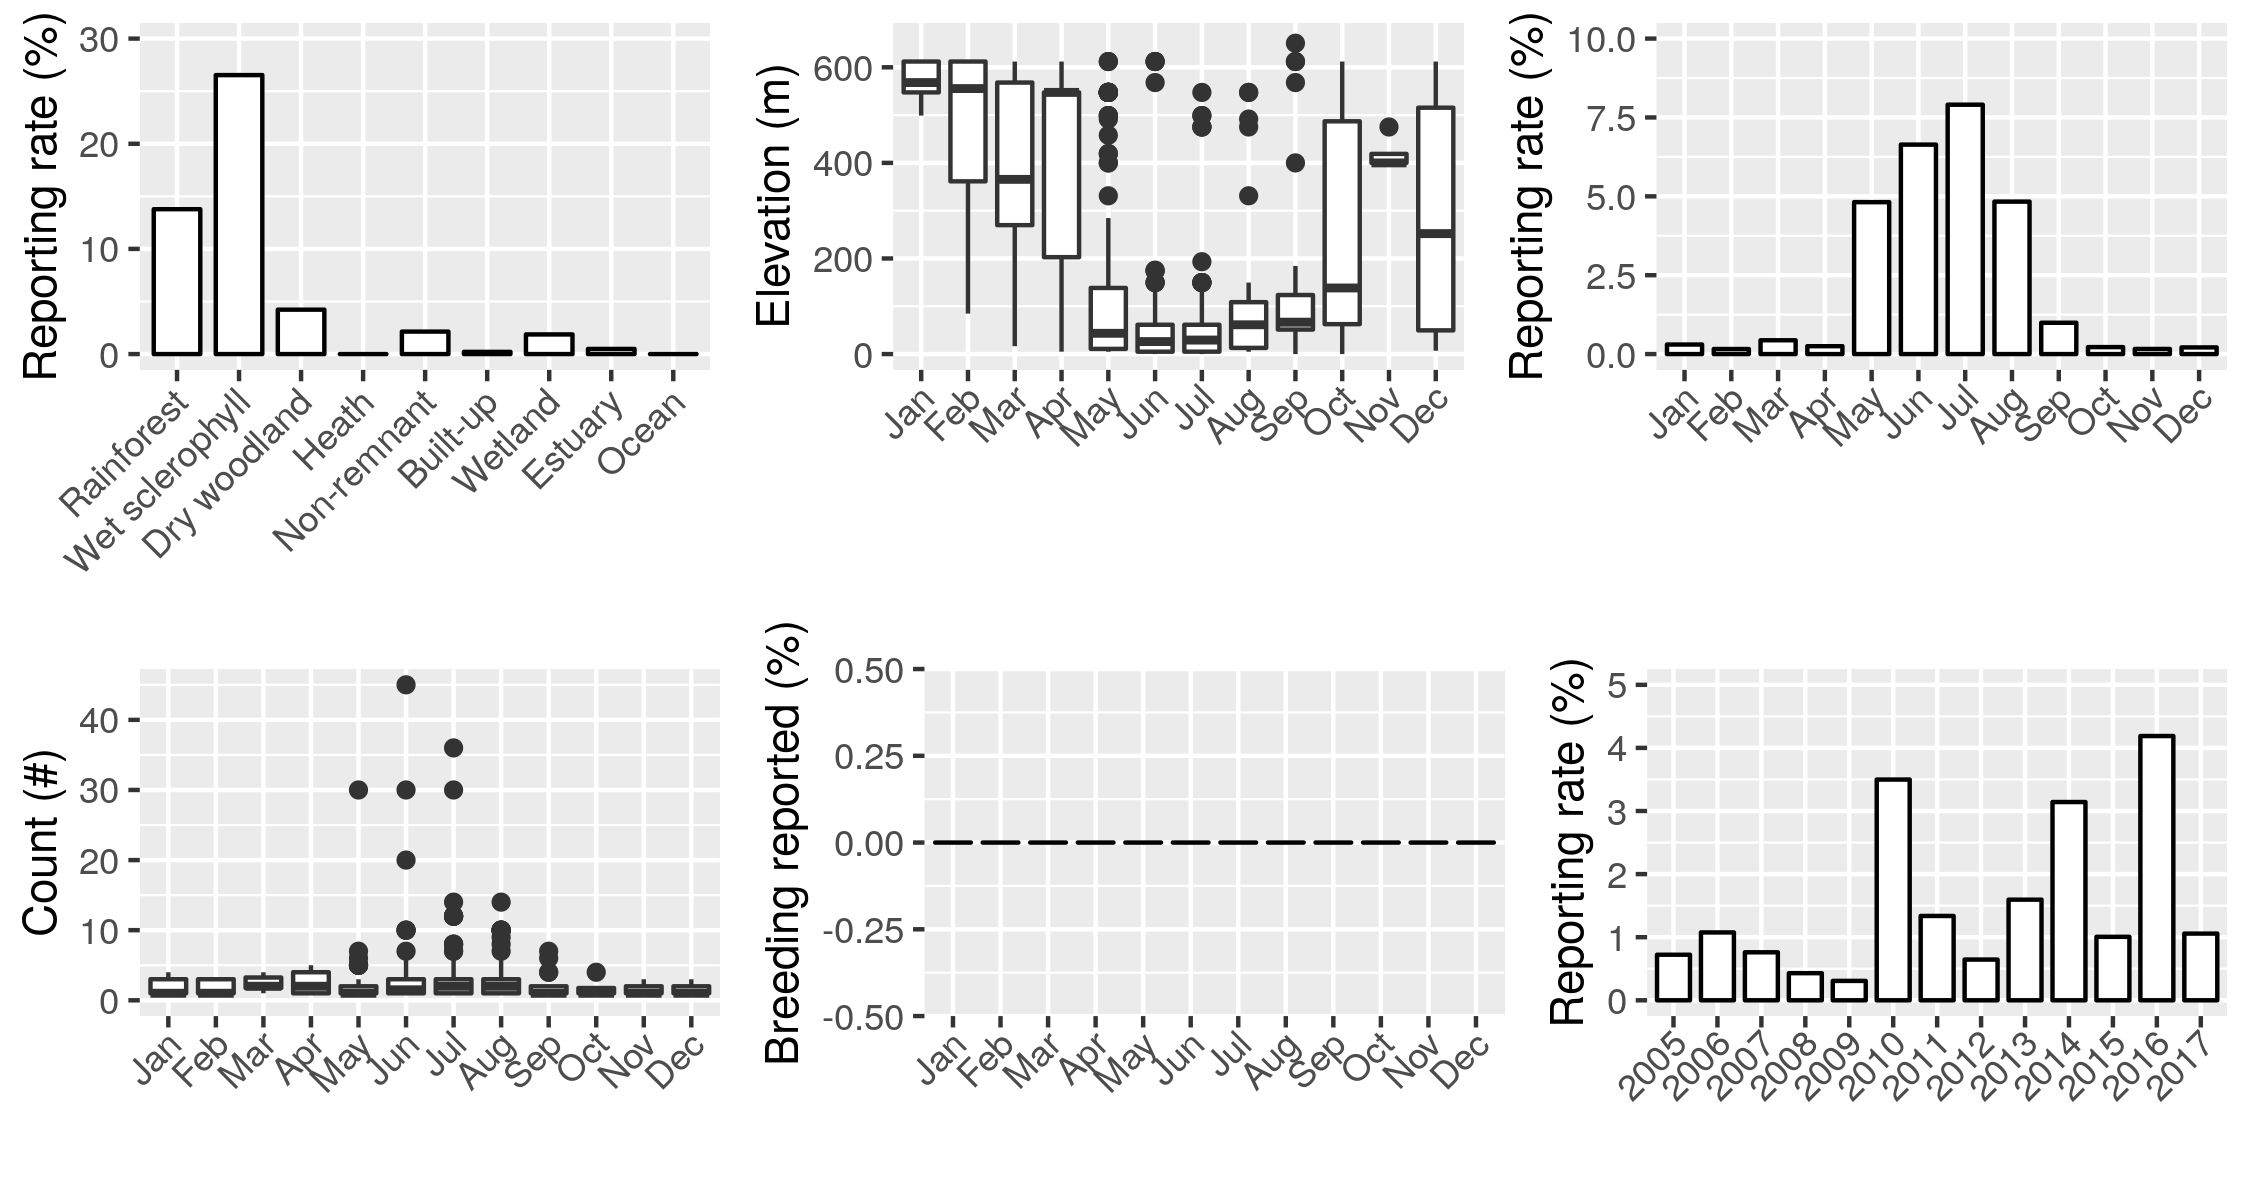 Reporting rate (%)
30
20
10
0
Rainforest
Wet sclerophyll
Dry woodland
Heath
Non-remnant
Built-up
Wetland
Estuary
Ocean
Elevation (m)
600
400
200
0
Jan
Feb
Mar
Apr
May
Jun
Jul
Aug
Sep
Oct
Nov
Dec
Reporting rate (%)
10.0
7.5
5.0
2.5
0.0
Jan
Feb
Mar
Apr
May
Jun
Jul
Aug
Sep
Oct
Nov
Dec
Count (#)
40
30
20
10
0
Jan
Feb
Mar
Apr
May
Jun
Jul
Aug
Sep
Oct
Nov
Dec
Breeding reported (%)
0.50
0.25
0.00
-0.25
-0.50
Jan
Feb
Mar
Apr
May
Jun
Jul
Aug
Sep
Oct
Nov
Dec
Reporting rate (%)
5
4
3
2
1
0
2005
2006
2007
2008
2009
2010
2011
2012
2013
2014
2015
2016
2017